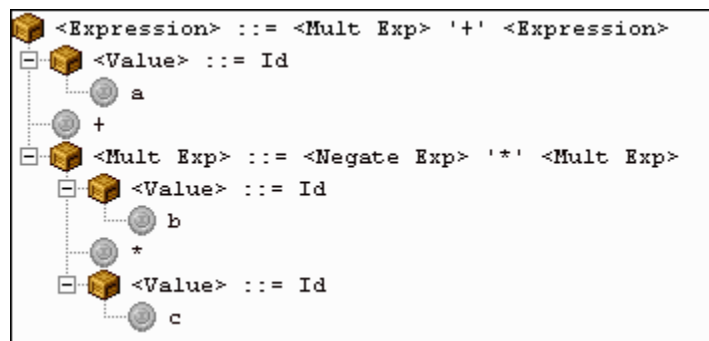 <Expression> ::= <Mult Exp> '+' <Expression>
<Value> ::= Id
a
+
<Mult Exp> ::= <Negate Exp> '*' <Mult Exp>
<Value> ::= Id
b
*
<Value> ::= Id
c